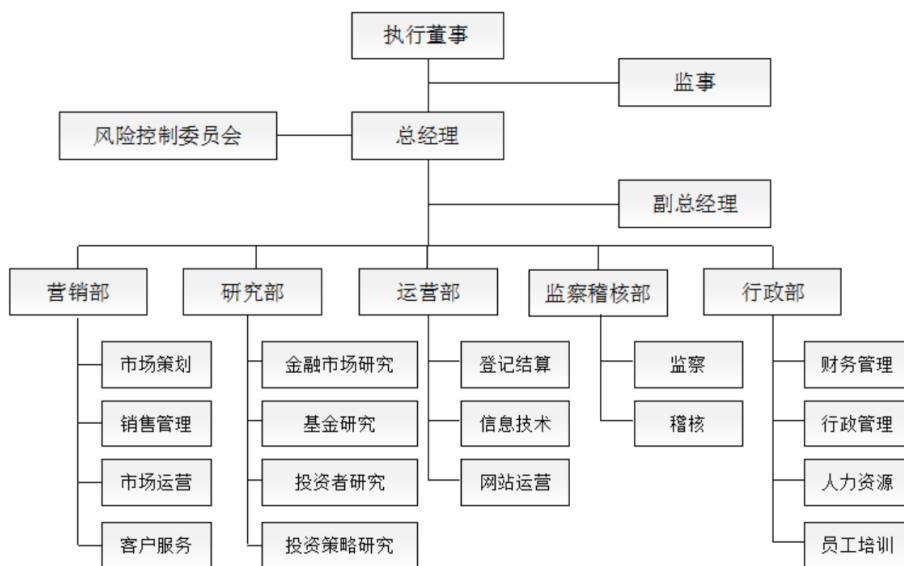 执行董事
监事
风险控制委员会
总经理
副总经理
营销部
研究部
运营部
监察稽核部
行政部
市场策划
金融市场研究
登记结算
监察
财务管理
销售管理
基金研究
信息技术
稽核
行政管理
市场运营
投资者研究
网站运营
人力资源
客户服务
投资策略研究
员工培训